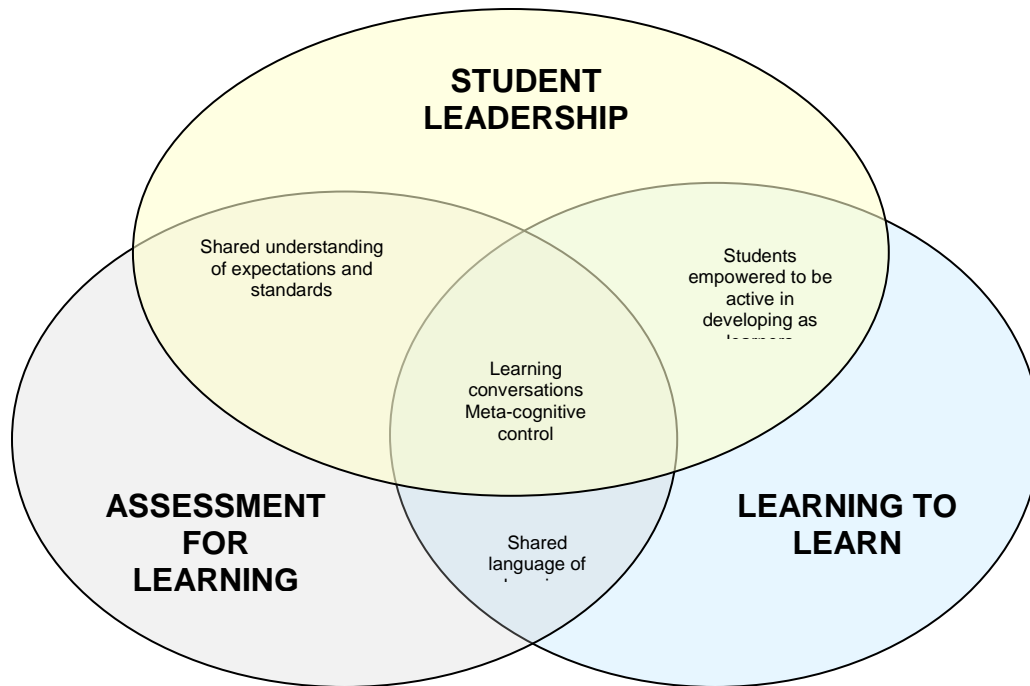 STUDENT
LEADERSHIP
Shared understanding
of expectations and
standards
Students
empowered to be
active in
developing as
learners
Learning
conversations
Meta-cognitive
control
ASSESSMENT
FOR
LEARNING
LEARNING TO
LEARN
Shared
language of